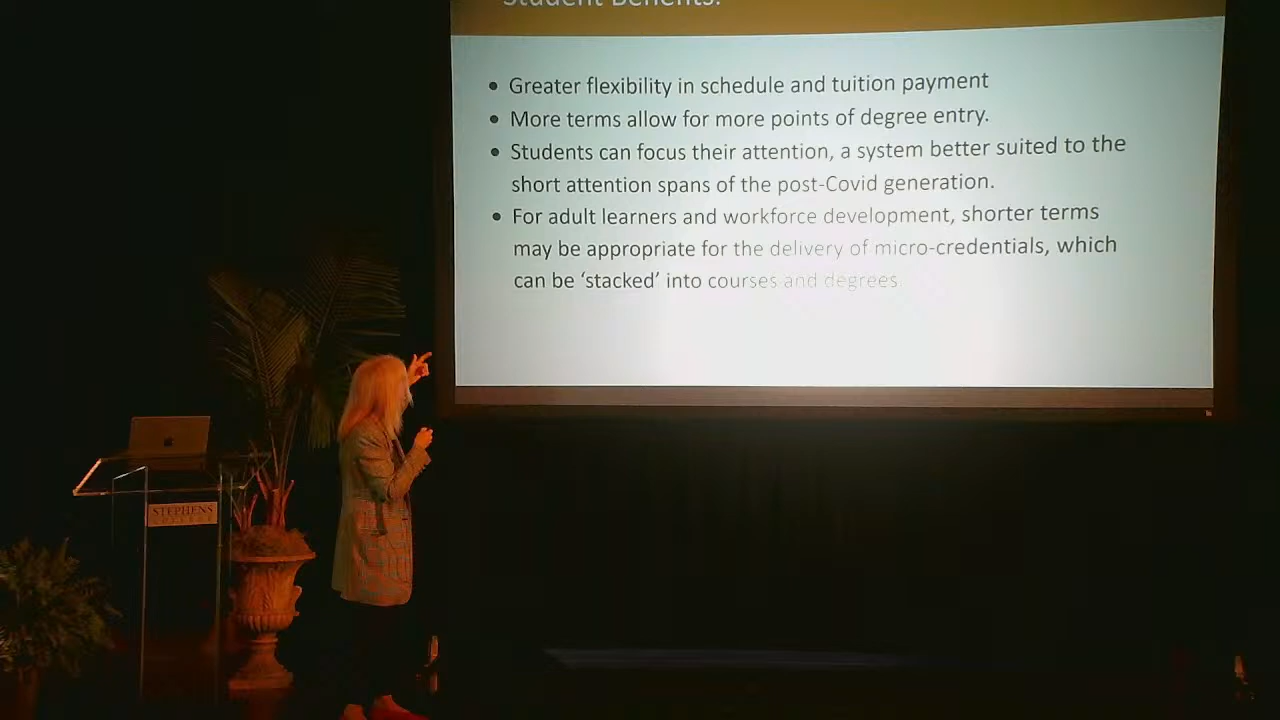 Student Benefits:
• Greater flexibility in schedule and tuition payment
• More terms allow for more points of degree entry.
• Students can focus their attention, a system better suited to the
short attention spans of the post-Covid generation.
• For adult learners and workforce development, shorter terms
may be appropriate for the delivery of micro-credentials, which
can be ‘stacked’ into courses and degrees
STEPHENS
COLLEGE